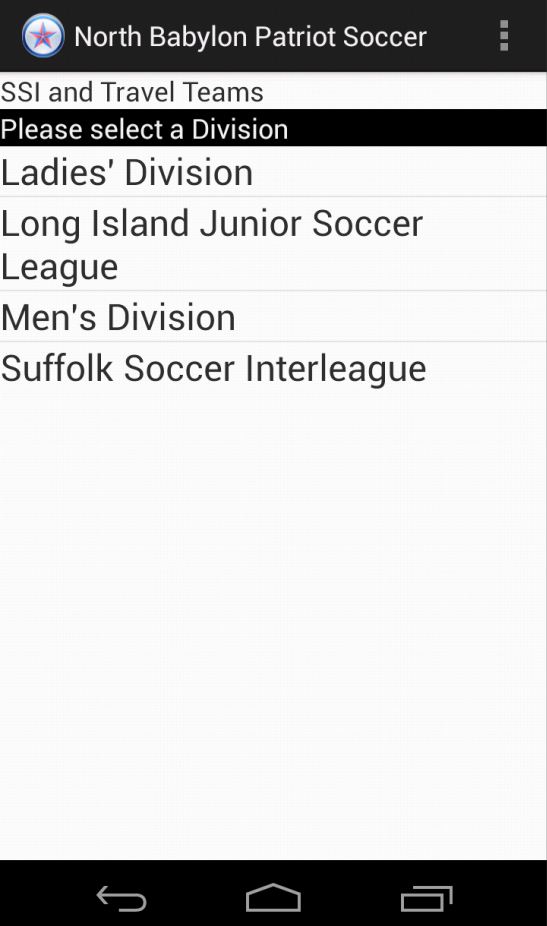 North Babylon Patriot Soccer
SSI and Travel Teams
Please select a Division
Ladies' Division
Long Island Junior Soccer
League
Men's Division
Suffolk Soccer Interleague